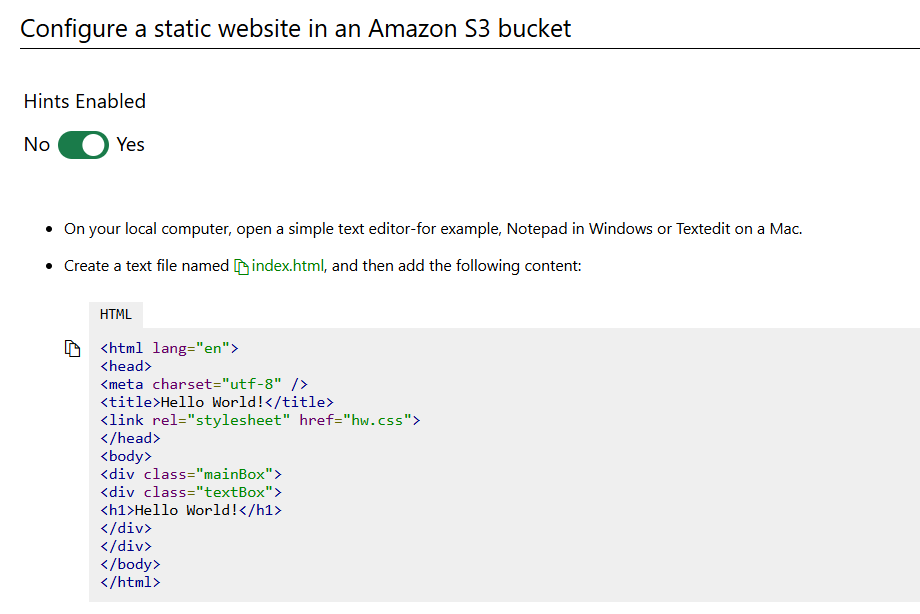 Configure a static website in an Amazon S3 bucket
Hints Enabled
No Yes
On your local computer, open a simple text editor-for example, Notepad in Windows or Textedit on a Mac.
Create a text file named index.html, and then add the following content:
HTML
<html lang="en">
<head>
<meta charset="utf-8" />
<title>Hello World!</title>
<link rel="stylesheet" href="hw.css">
</head>
<body>
<div class="mainBox">
<div class="textBox">
<h1>Hello World!</h1>
</div>
</div>
</body>
</html>